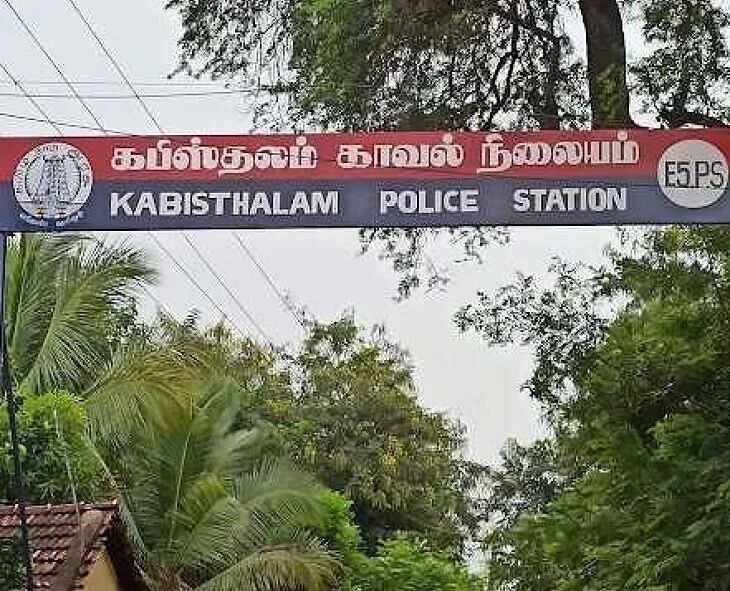 கபிஸ்தலம் காவல் நிலையம்
KABISTHALAM POLICE STATION
E5.P.S